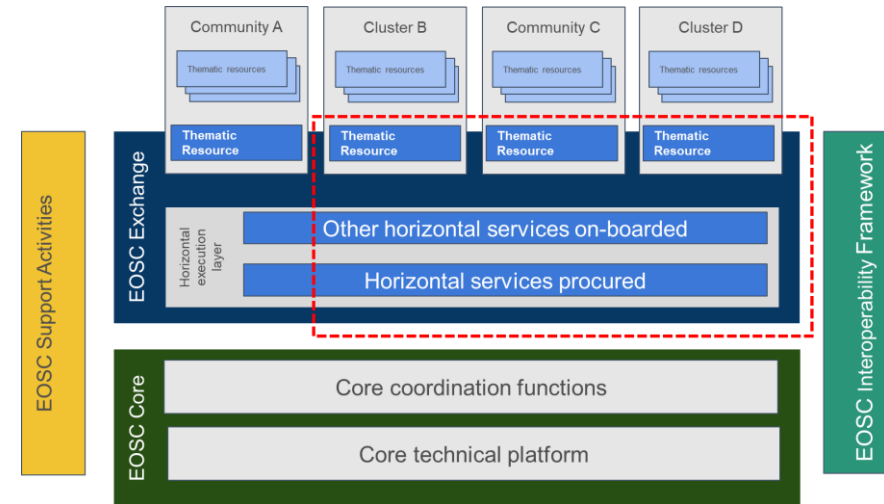 Community A
Cluster B
Community C
Cluster D
Thematic resources
Thematic resources
Thematic resources
Thematic resources
Thematic
Resource
Thematic
Resource
Thematic
Resource
Thematic
Resource
EOSC Support Activities
EOSC Exchange
Horizontal
execution
layer
Other horizontal services on-boarded
Horizontal services procured
EOSC Interoperability Framework
EOSC Core
Core coordination functions
Core technical platform